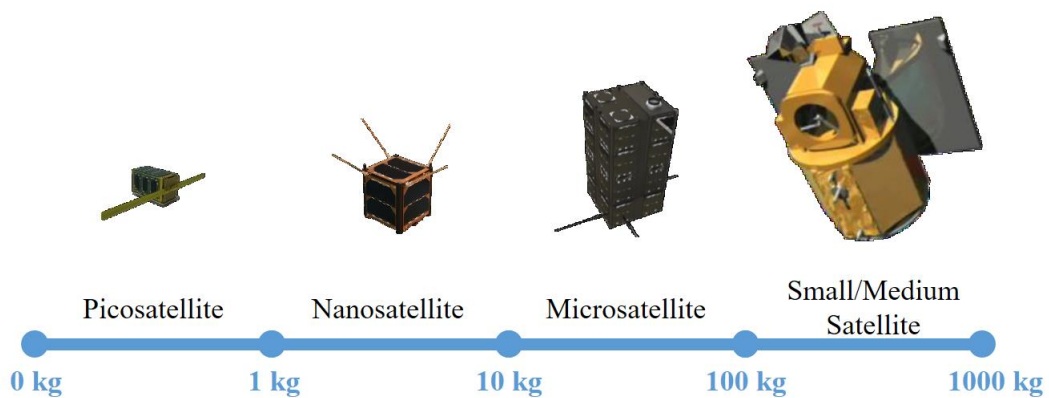 Picosatellite
Nanosatellite
Microsatellite
Small/Medium
Satellite
0 kg
1 kg
10 kg
100 kg
1000 kg